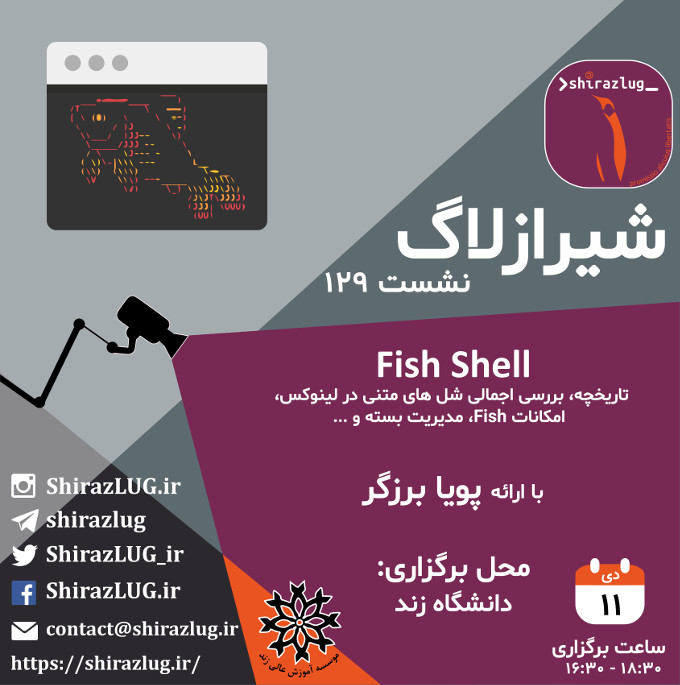 >shirazlug_
شیرازلاگ
نشست ۱۲۹
Fish Shell
تاریخچه، بررسی اجمالی شل های متنی در لینوکس،
امکانات Fish، مدیریت بسته و ...
با ارائه پویا برزگر
محل برگزاری:
دانشگاه زند
دی
۱۱
ساعت برگزاری
۱۶:۳۰ - ۱۸:۳۰
ShirazLUG.ir
shirazlug
ShirazLUG_ir
ShirazLUG.ir
contact@shirazlug.ir
https://shirazlug.ir/
موسسه آموزش عالی زند